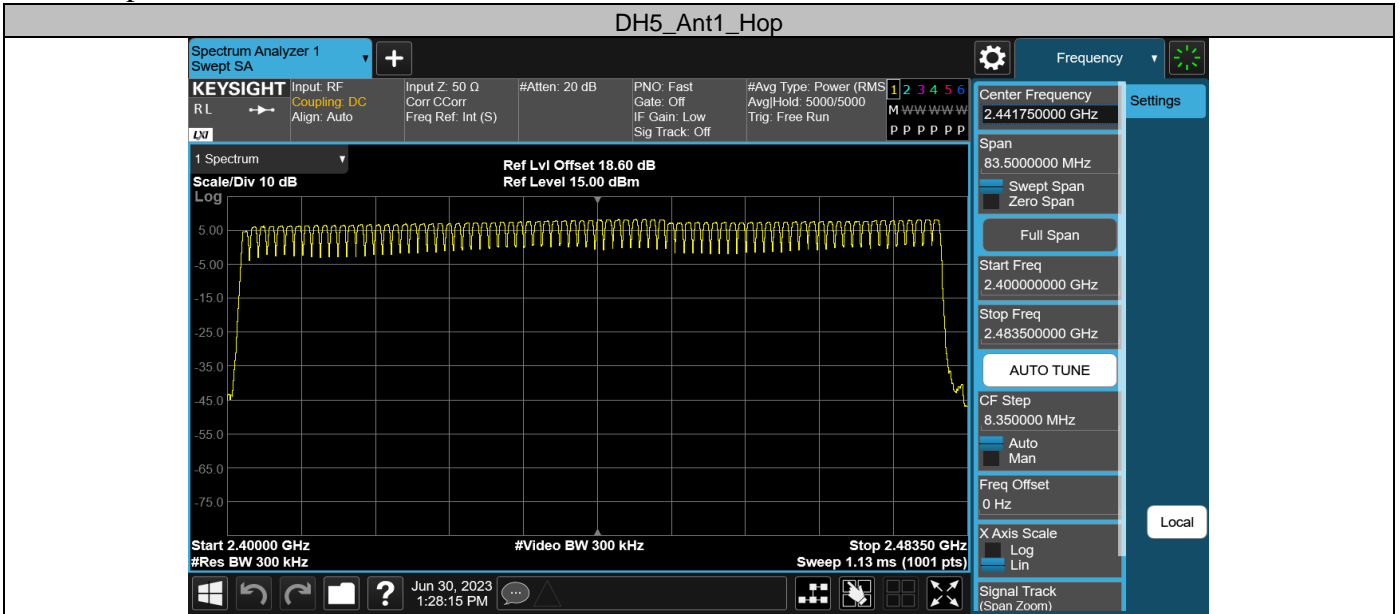 DH5_Ant1_Hop
Spectrum Analyzer 1
Swept SA
+
Frequency
KEYSIGHT
RL
LXI
Input: RF
Coupling: DC
Align: Auto
Input Z: 50 Ω
Corr CCorr
Freq Ref: Int (S)
#Atten: 20 dB
PNO: Fast
Gate: Off
IF Gain: Low
Sig Track: Off
#Avg Type: Power (RMS
Avg|Hold: 5000/5000
Trig: Free Run
1 2 3 4 5 6
M W W W W W
P P P P P P
Center Frequency
2.441750000 GHz
Settings
1 Spectrum
Scale/Div 10 dB
Ref Lvl Offset 18.60 dB
Ref Level 15.00 dBm
Log
5.00
-5.00
-15.0
-25.0
-35.0
-45.0
-55.0
-65.0
-75.0
Span
83.5000000 MHz
Swept Span
Zero Span
Full Span
Start Freq
2.400000000 GHz
Stop Freq
2.483500000 GHz
AUTO TUNE
CF Step
8.350000 MHz
Auto
Man
Freq Offset
0 Hz
X Axis Scale
Log
Lin
Signal Track
(Span Zoom)
Local
Start 2.40000 GHz
#Res BW 300 kHz
#Video BW 300 kHz
Stop 2.48350 GHz
Sweep 1.13 ms (1001 pts)
?
Jun 30, 2023
1:28:15 PM